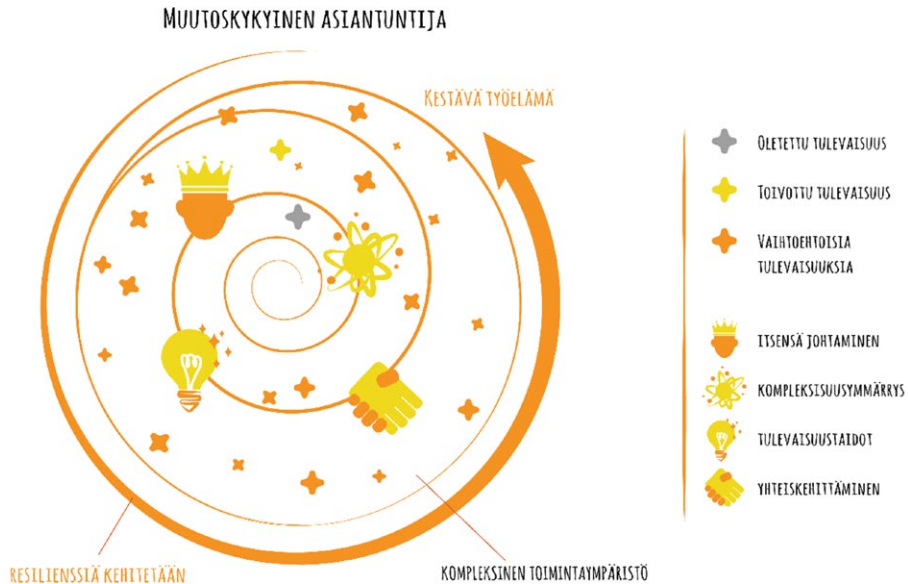 MUUTOSKYKYINEN ASIANTUNTIJA
KESTÄVÄ TYÖELÄMÄ
OLETETTU TULEVAISUUS
TOIVOTTU TULEVAISUUS
VAIHTOEHTOISIA
TULEVAISUUKSIA
ITSENSÄ JOHTAMINEN
KOMPLEKSISUUSYMMÄRRYS
TULEVAISUUSTAIDOT
YHTEISKEHITTÄMINEN
RESILIENSSIÄ KEHITETÄÄN
KOMPLEKSINEN TOIMINTAYMPÄRISTÖ